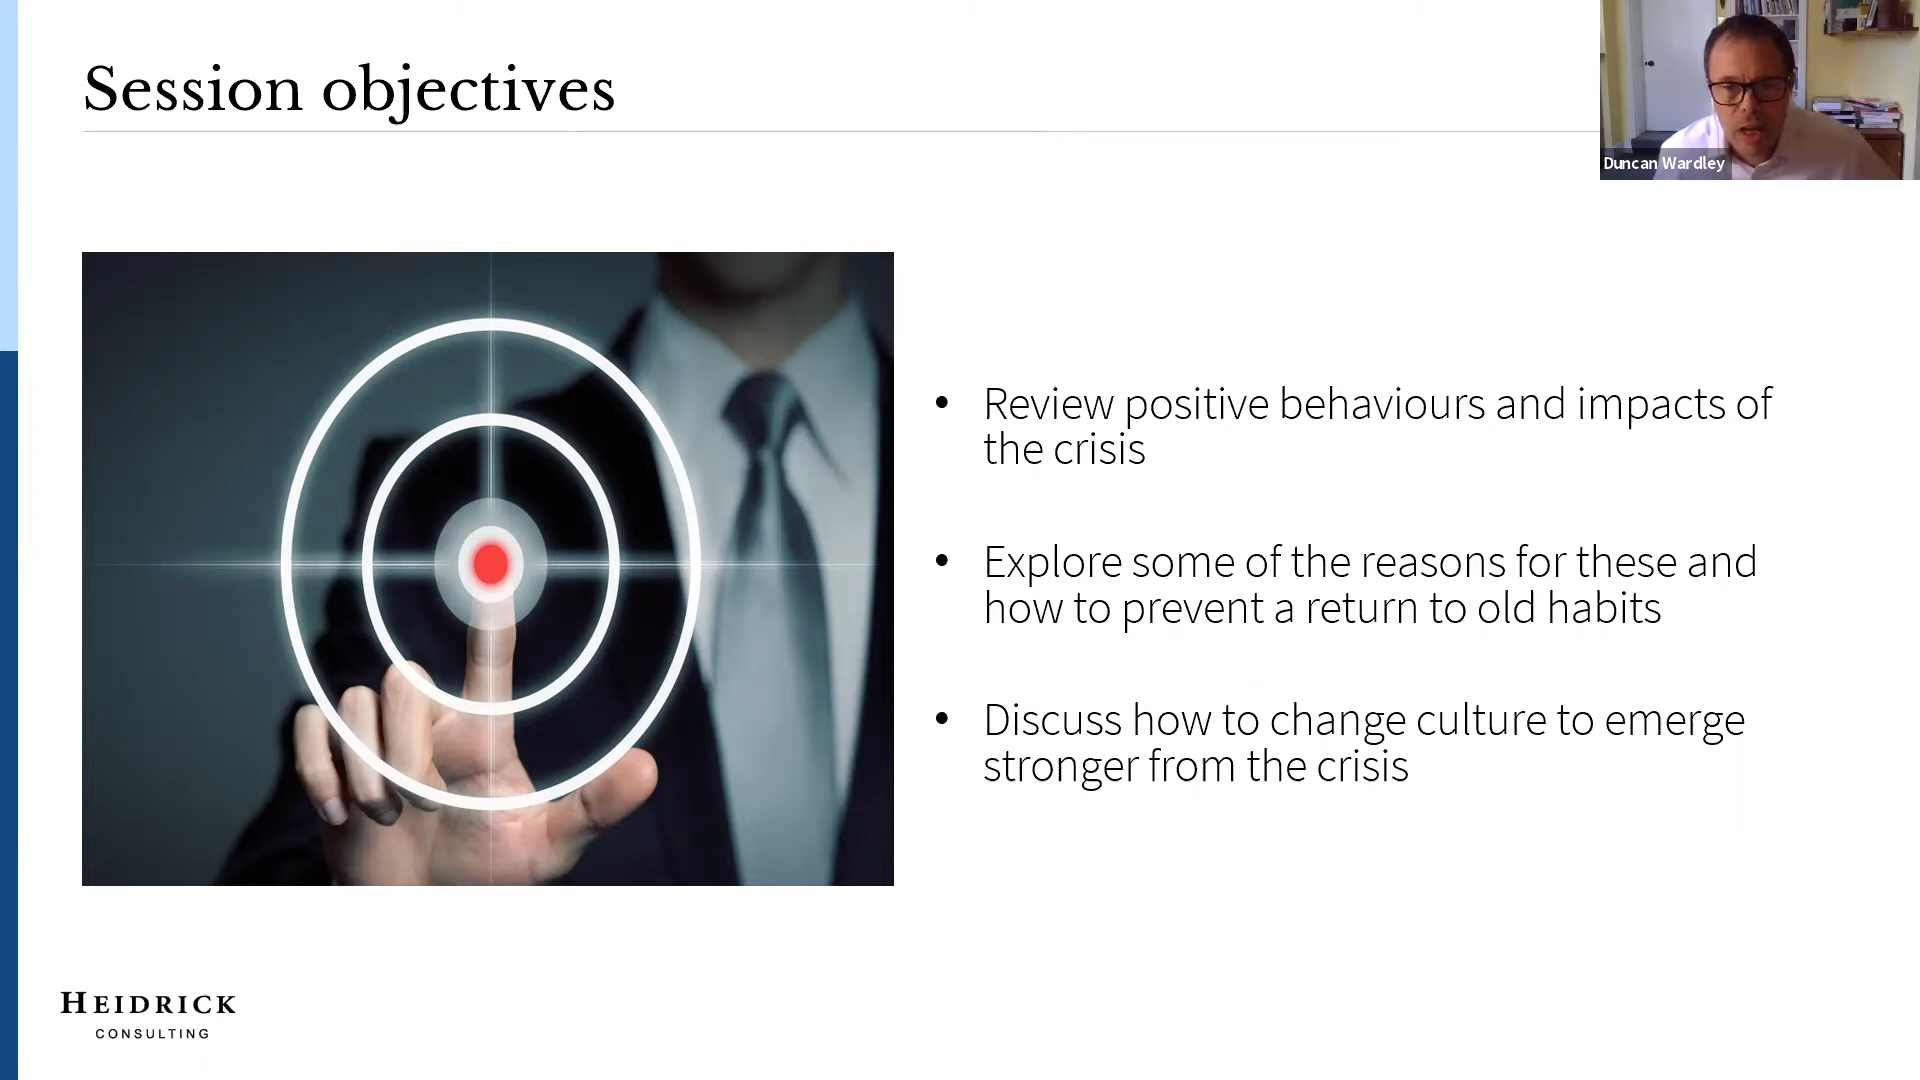 Session objectives
Duncan Wardley
• Review positive behaviours and impacts of
the crisis
• Explore some of the reasons for these and
how to prevent a return to old habits
• Discuss how to change culture to emerge
stronger from the crisis
HEIDRICK
CONSULTING